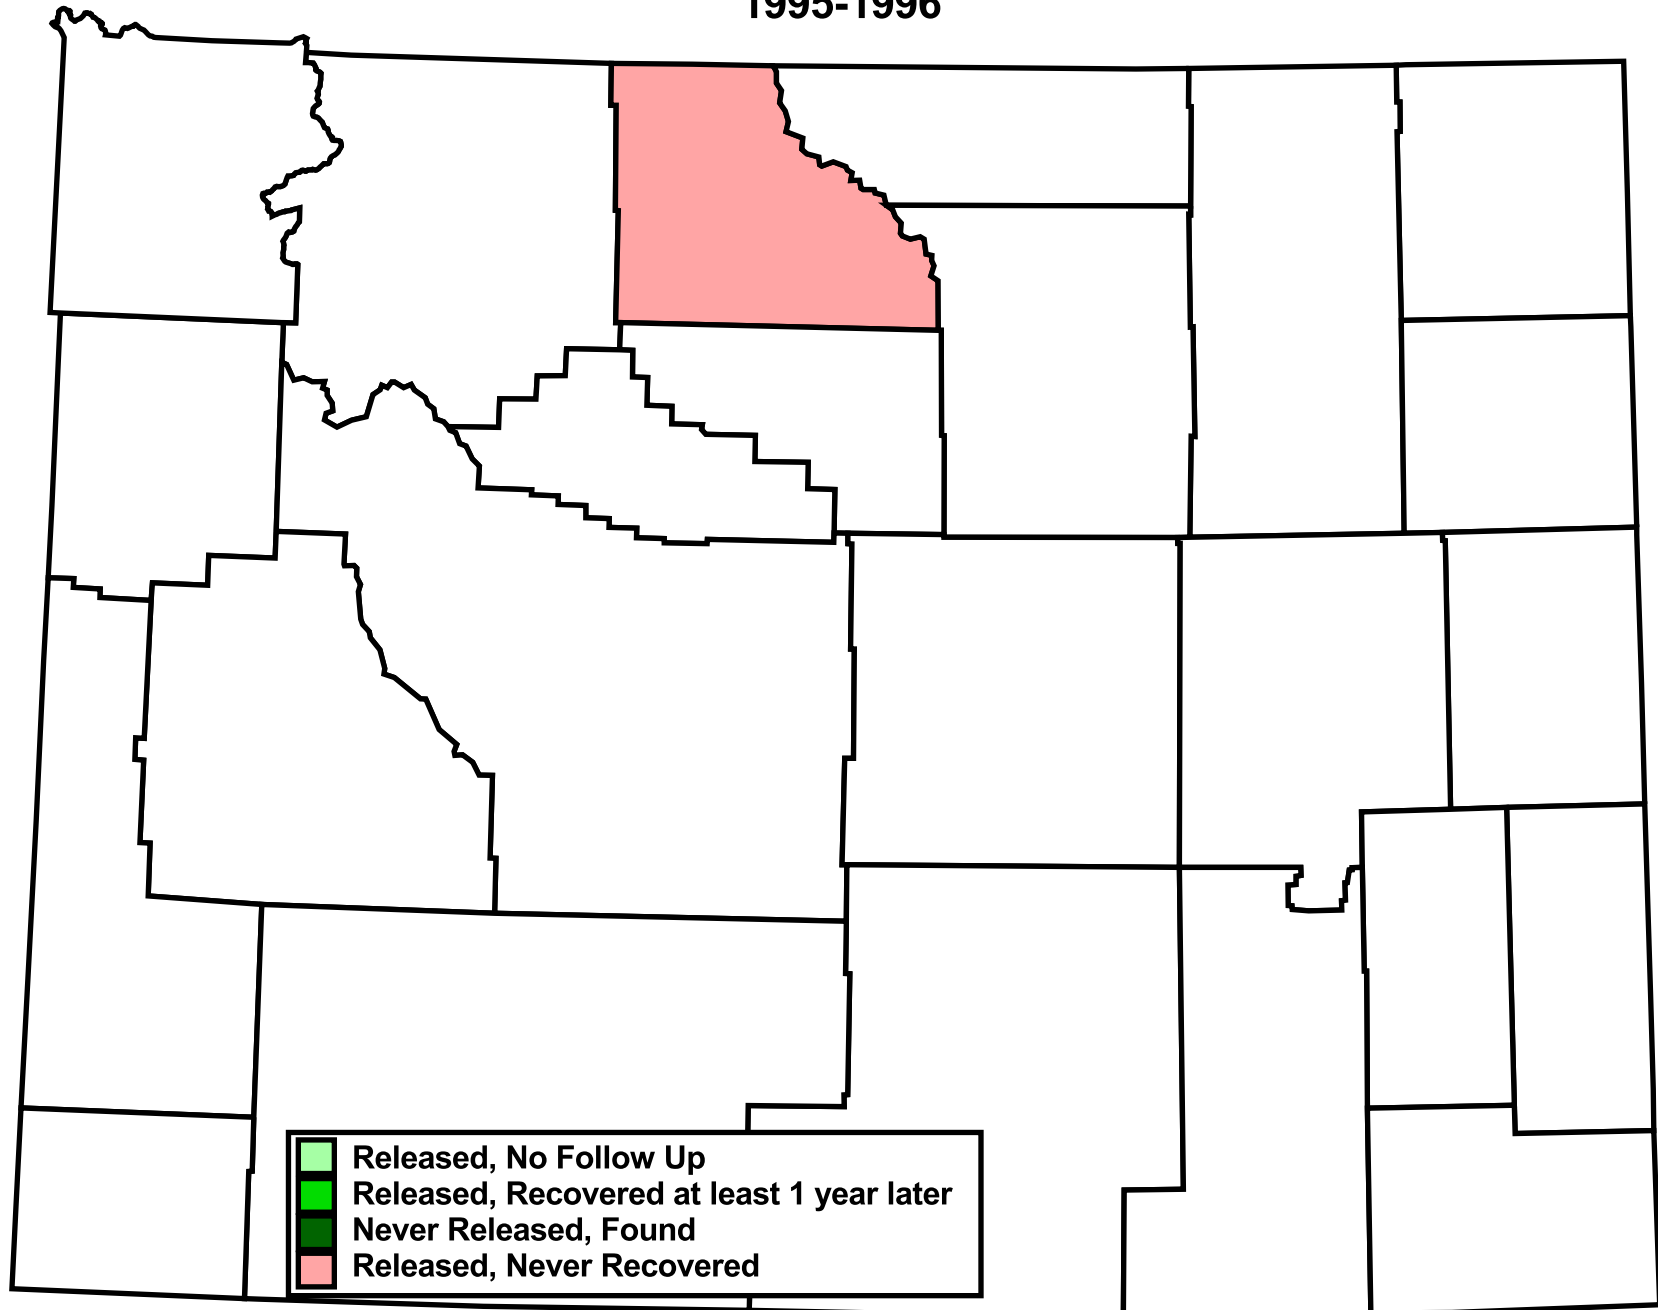 1995-1996
Released, No Follow Up
Released, Recovered at least 1 year later
Never Released, Found
Released, Never Recovered